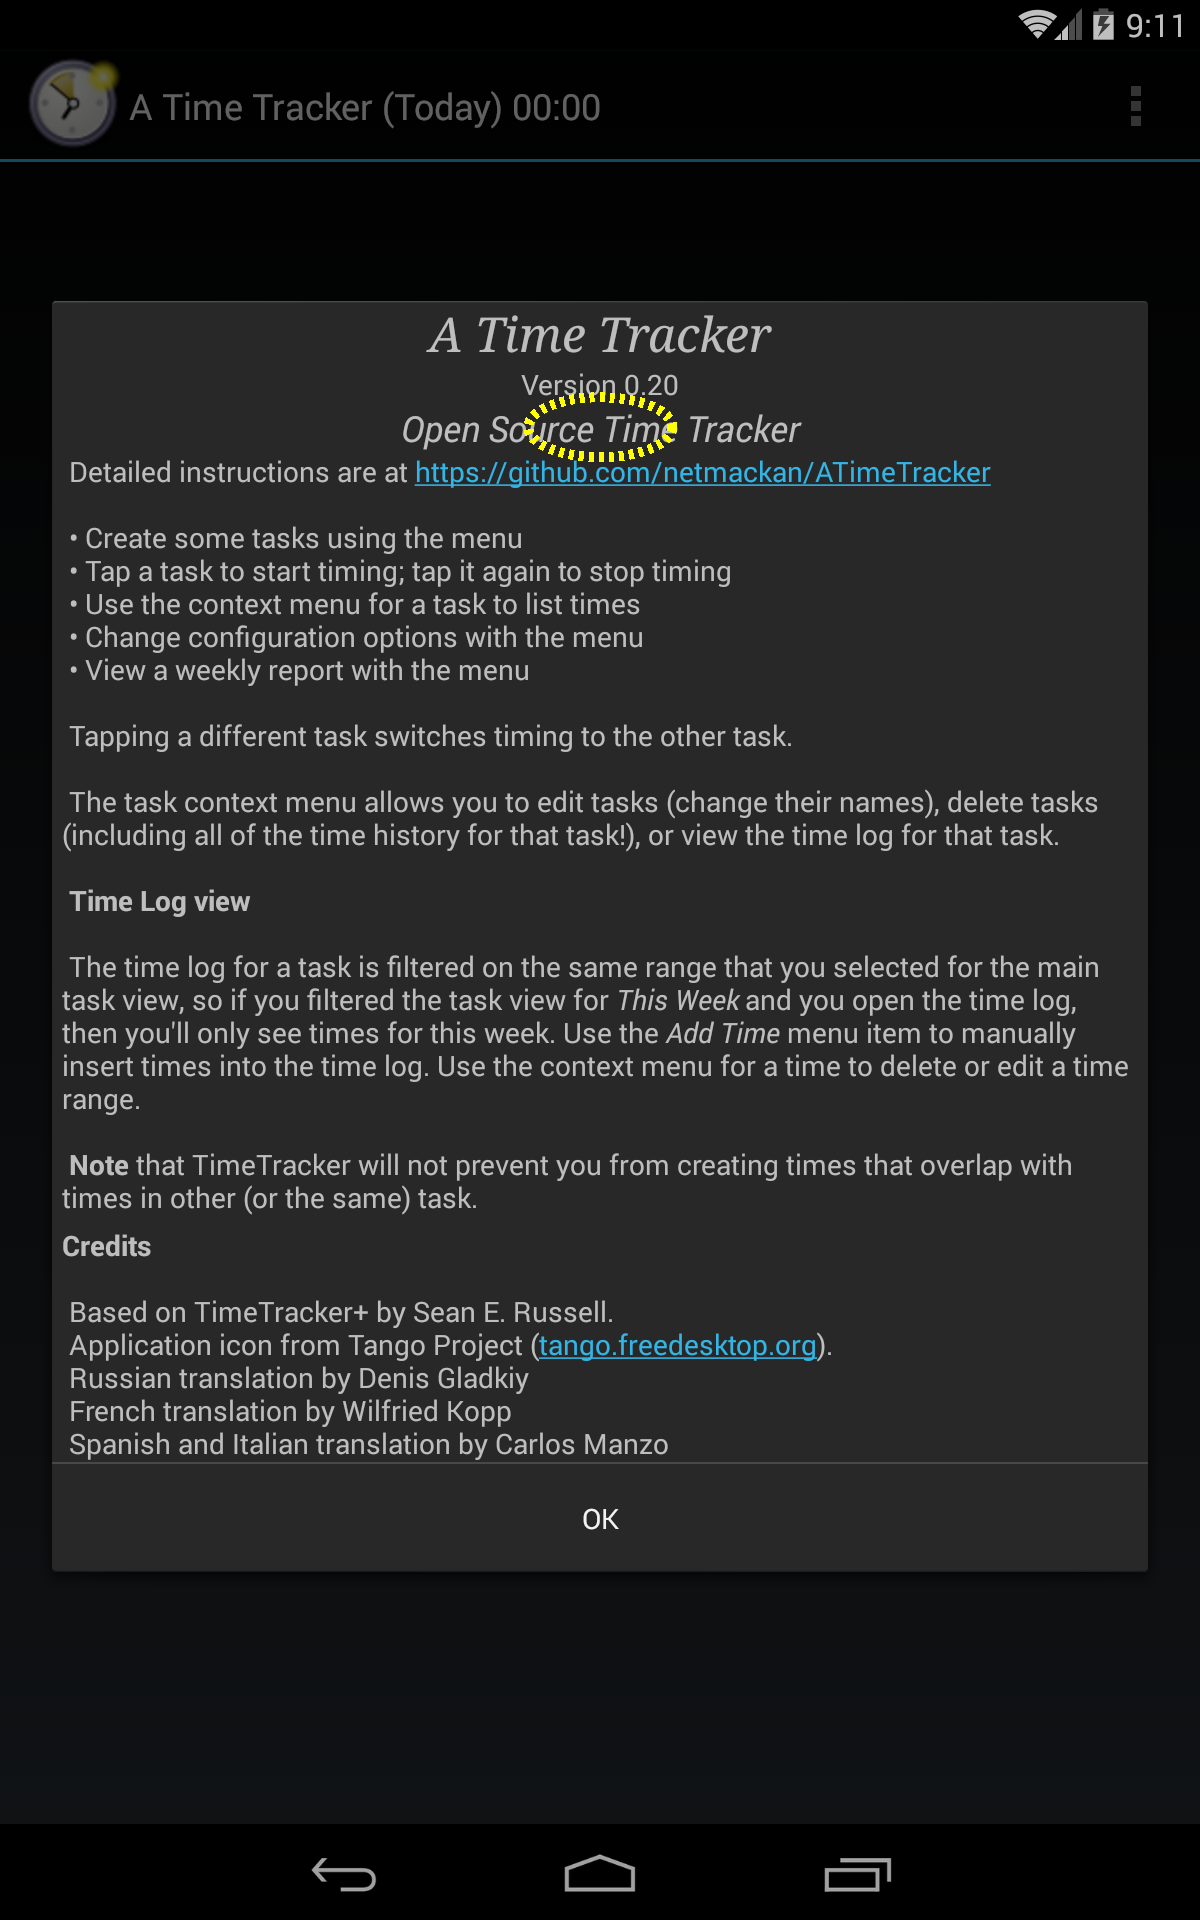 9:11
A Time Tracker (Today) 00:00
A Time Tracker
Version 0.20
Open Source Time Tracker
Detailed instructions are at https://github.com/netmackan/ATimeTracker
• Create some tasks using the menu
• Tap a task to start timing; tap it again to stop timing
• Use the context menu for a task to list times
• Change configuration options with the menu
• View a weekly report with the menu
Tapping a different task switches timing to the other task.
The task context menu allows you to edit tasks (change their names), delete tasks
(including all of the time history for that task!), or view the time log for that task.
Time Log view
The time log for a task is filtered on the same range that you selected for the main
task view, so if you filtered the task view for This Week and you open the time log,
then you'll only see times for this week. Use the Add Time menu item to manually
insert times into the time log. Use the context menu for a time to delete or edit a time
range.
Note that TimeTracker will not prevent you from creating times that overlap with
times in other (or the same) task.
Credits
Based on TimeTracker+ by Sean E. Russell.
Application icon from Tango Project (tango.freedesktop.org).
Russian translation by Denis Gladkiy
French translation by Wilfried Kopp
Spanish and Italian translation by Carlos Manzo
OK